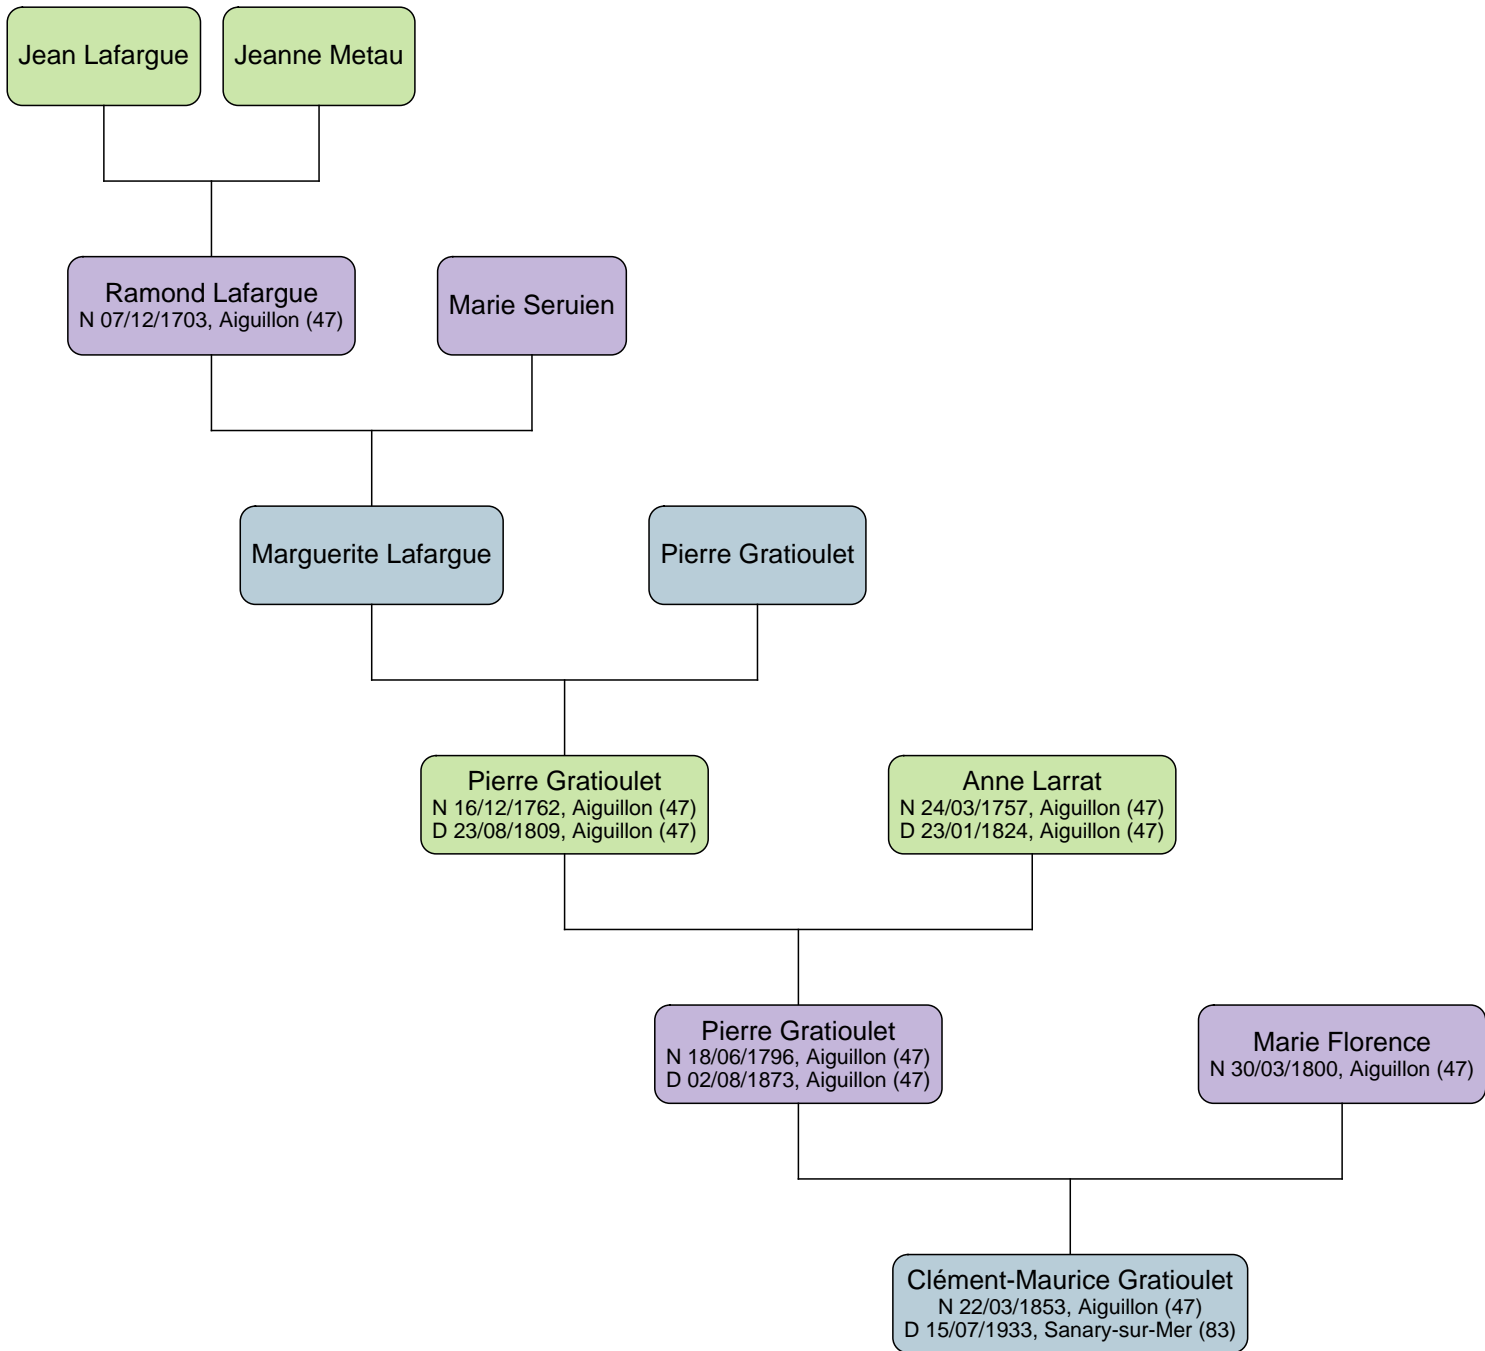 Jean Lafargue
Jeanne Metau
Ramond Lafargue
N 07/12/1703, Aiguillon (47)
Marie Seruien
Marguerite Lafargue
Pierre Gratioulet
Pierre Gratioulet
N 16/12/1762, Aiguillon (47)
D 23/08/1809, Aiguillon (47)
Anne Larrat
N 24/03/1757, Aiguillon (47)
D 23/01/1824, Aiguillon (47)
Pierre Gratioulet
N 18/06/1796, Aiguillon (47)
D 02/08/1873, Aiguillon (47)
Marie Florence
N 30/03/1800, Aiguillon (47)
Clément-Maurice Gratioulet
N 22/03/1853, Aiguillon (47)
D 15/07/1933, Sanary-sur-Mer (83)